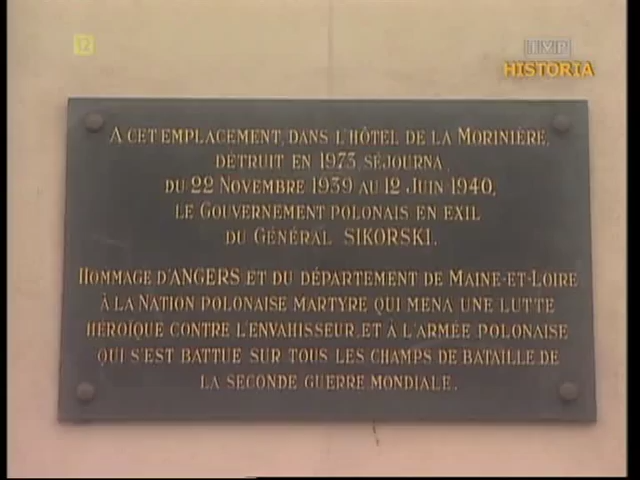 12
TVP
HISTORIA
A CET EMPLACEMENT, DANS L'HÔTEL DE LA MORINIÈRE,
DÉTRUIT EN 1973, SÉJOURNA,
DU 22 NOVEMBRE 1939 AU 12 JUIN 1940,
LE GOUVERNEMENT POLONAIS EN EXIL
DU GÉNÉRAL SIKORSKI.
HOMMAGE D'ANGERS ET DU DÉPARTEMENT DE MAINE-ET-LOIRE
À LA NATION POLONAISE MARTYRE QUI MENA UNE LUTTE
HÉROÏQUE CONTRE L'ENVAHISSEUR, ET À L'ARMÉE POLONAISE
QUI S'EST BATTUE SUR TOUS LES CHAMPS DE BATAILLE DE
LA SECONDE GUERRE MONDIALE.